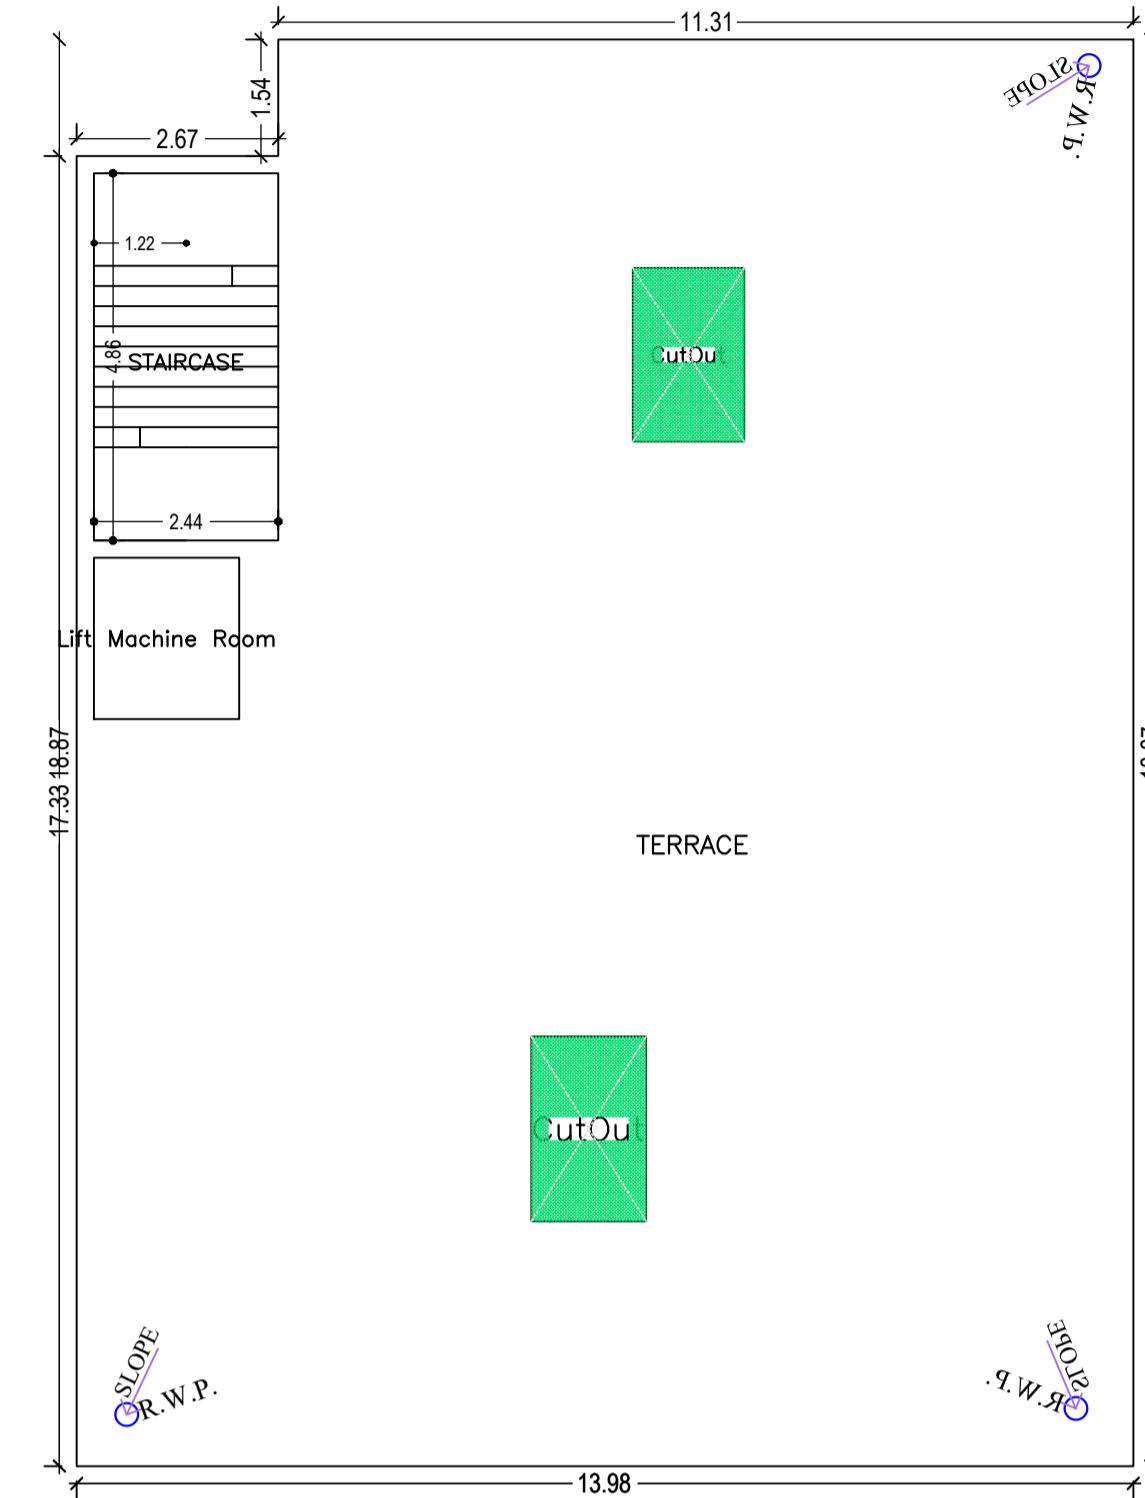 11.31
SLOPE
R.W.P.
1.54
2.67
1.22
CutOut
4.86
STAIRCASE
2.44
Lift Machine Room
18.87
17.33
TERRACE
CutOut
SLOPE
R.W.P.
SLOPE
R.W.P.
13.98